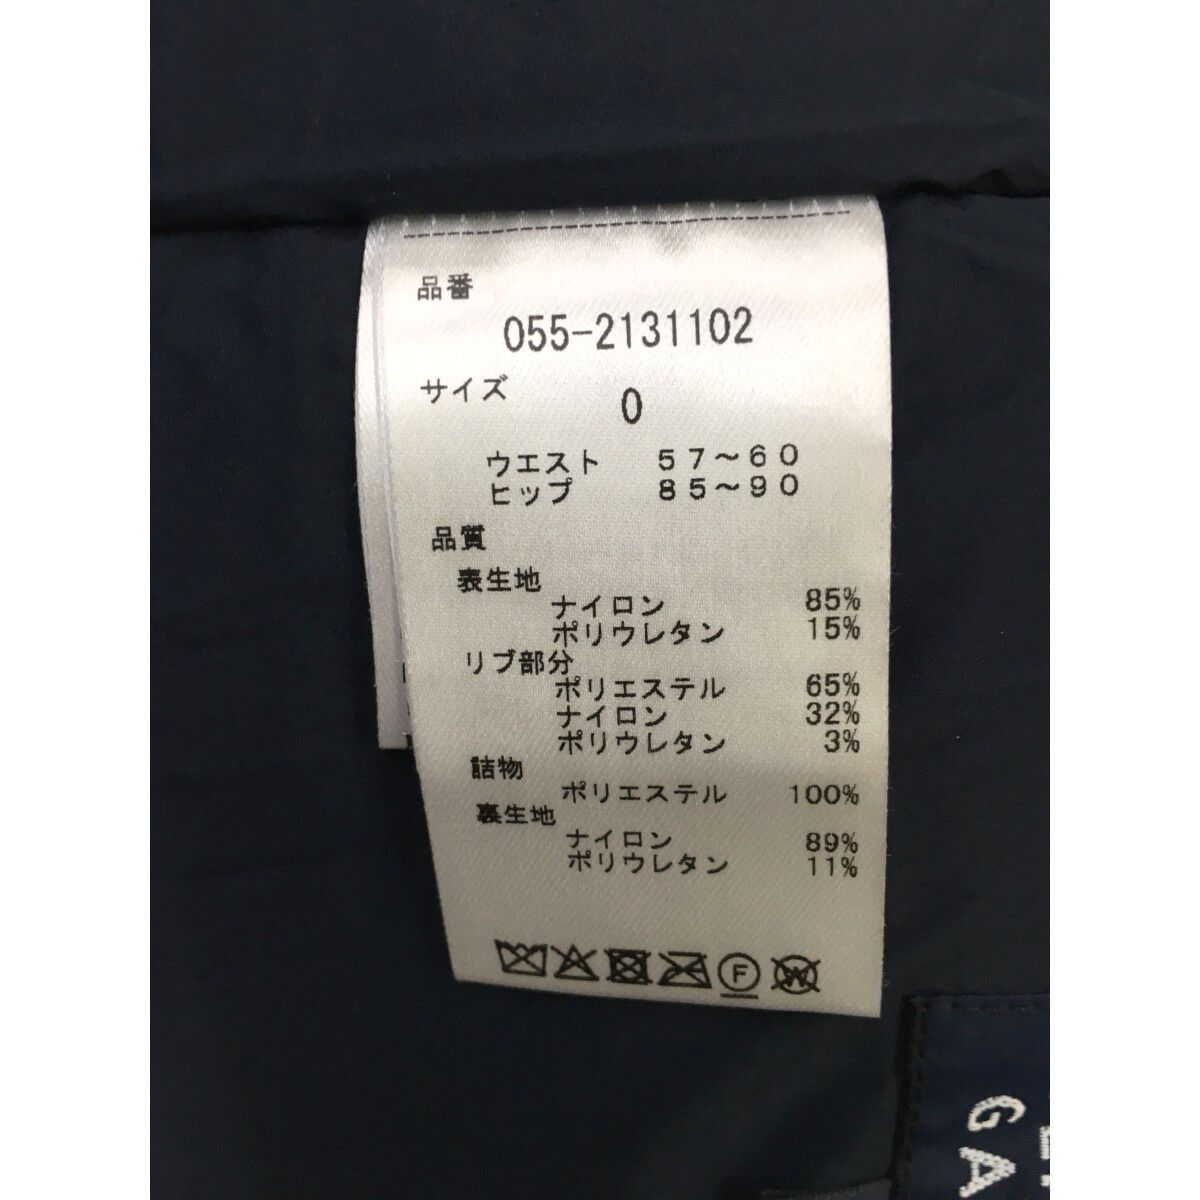 品番
055-2131102
サイズ 0
ウエスト 57～60
ヒップ 85～90
品質
表生地
ナイロン 85%
ポリウレタン 15%
リブ部分
ポリエステル 65%
ナイロン 32%
ポリウレタン 3%
詰物
ポリエステル 100%
裏生地
ナイロン 89%
ポリウレタン 11%
F W
GA